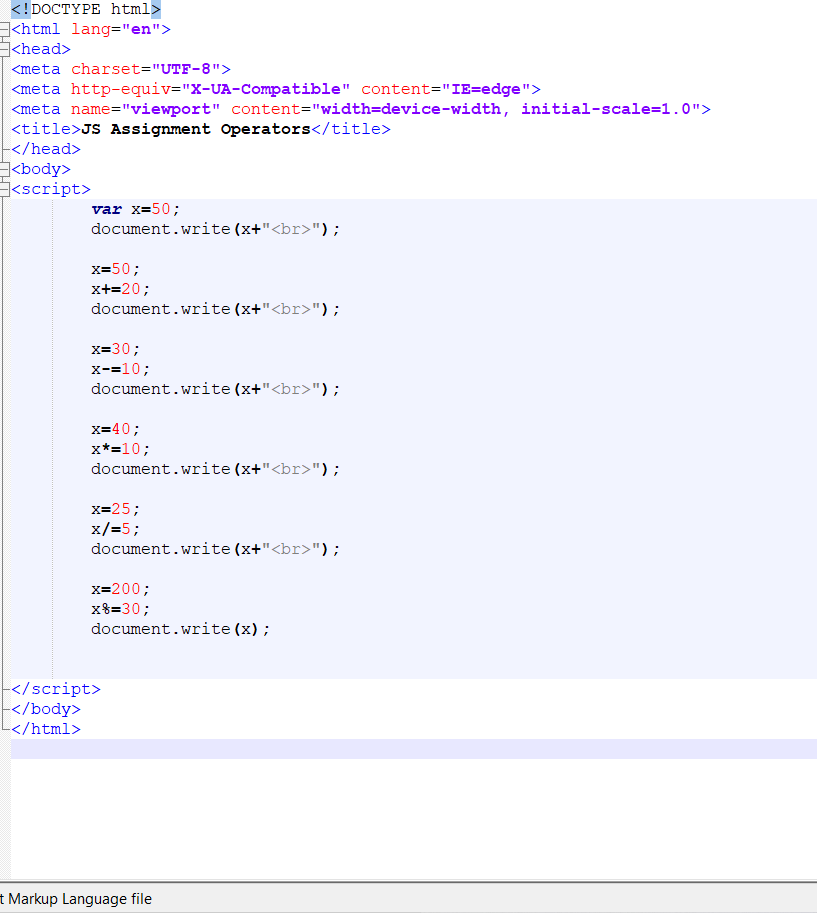 <!DOCTYPE html>
<html lang="en">
<head>
<meta charset="UTF-8">
<meta http-equiv="X-UA-Compatible" content="IE=edge">
<meta name="viewport" content="width=device-width, initial-scale=1.0">
<title>JS Assignment Operators</title>
</head>
<body>
<script>
var x=50;
document.write(x+"<br>");
x=50;
x+=20;
document.write(x+"<br>");
x=30;
x-=10;
document.write(x+"<br>");
x=40;
x*=10;
document.write(x+"<br>");
x=25;
x/=5;
document.write(x+"<br>");
x=200;
x%=30;
document.write(x);
</script>
</body>
</html>
t Markup Language file